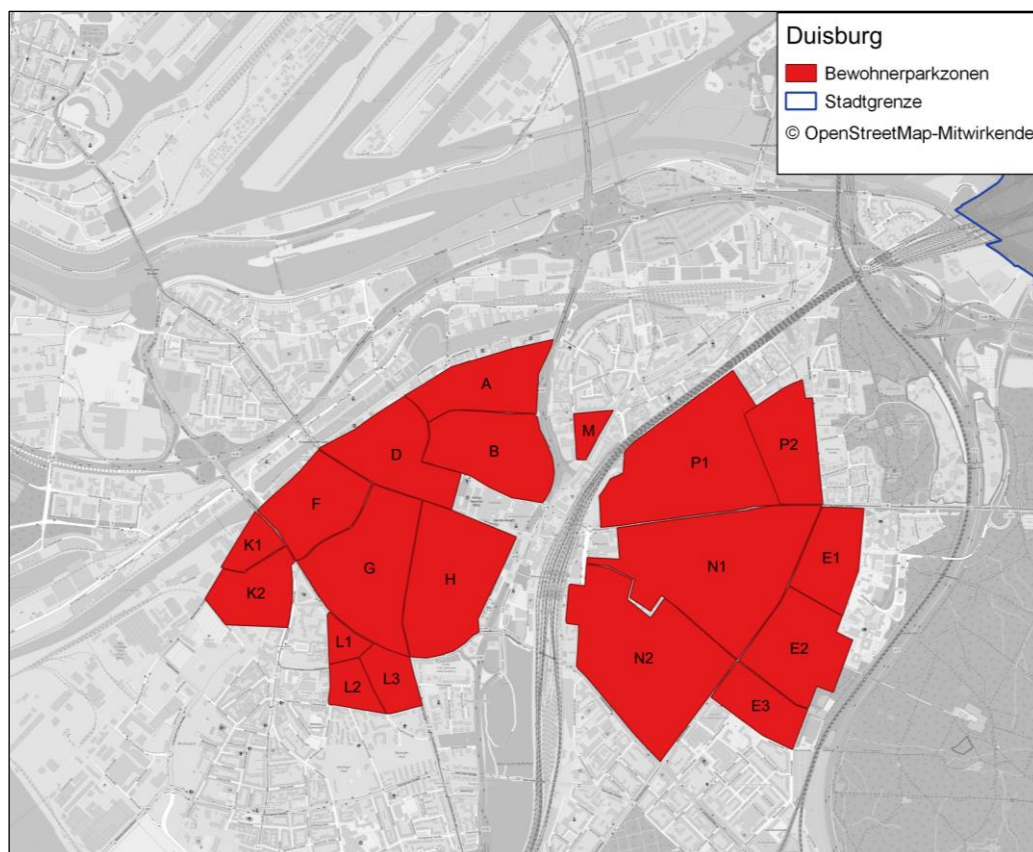 Duisburg
Bewohnerparkzonen
Stadtgrenze
© OpenStreetMap-Mitwirkende
A
M
B
D
P2
P1
F
K1
E1
G
N1
H
K2
L1
E2
N2
L3
L2
E3